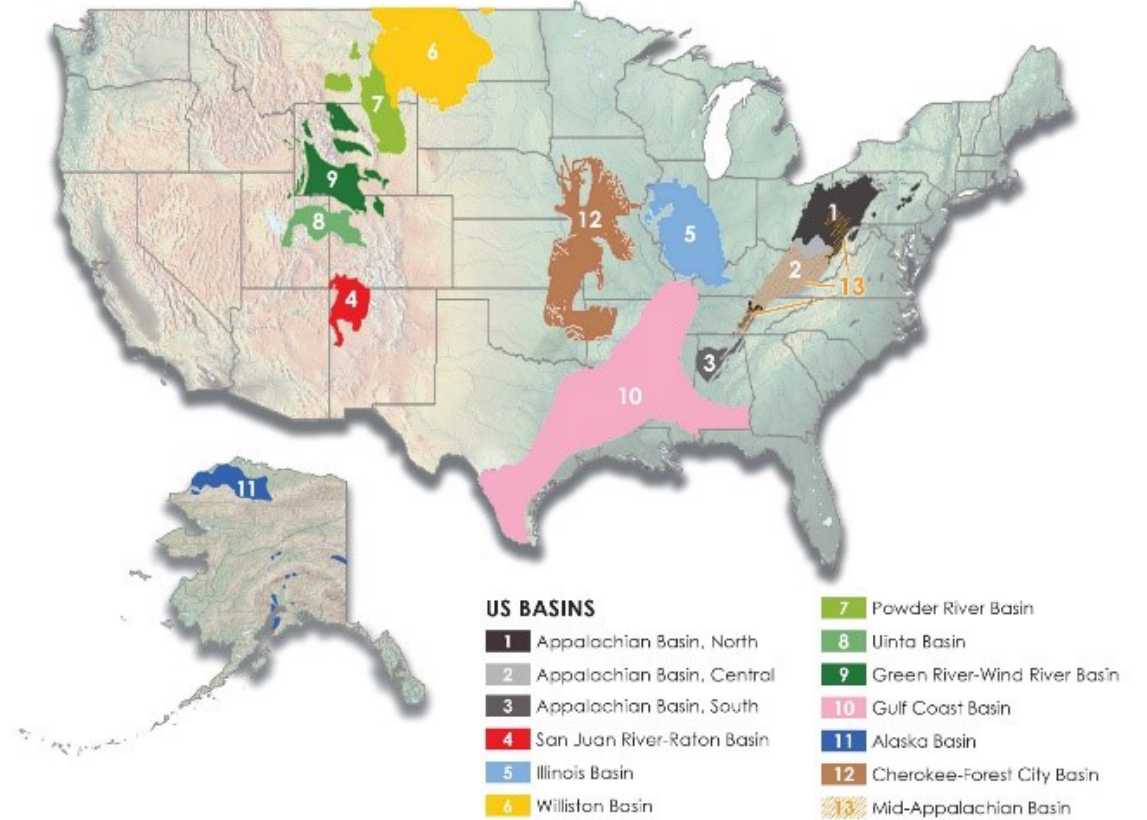 6
7
9
12
1
8
5
2
13
4
3
10
11
US BASINS
1 Appalachian Basin, North
2 Appalachian Basin, Central
3 Appalachian Basin, South
4 San Juan River-Raton Basin
5 Illinois Basin
6 Williston Basin
7 Powder River Basin
8 Uinta Basin
9 Green River-Wind River Basin
10 Gulf Coast Basin
11 Alaska Basin
12 Cherokee-Forest City Basin
13 Mid-Appalachian Basin